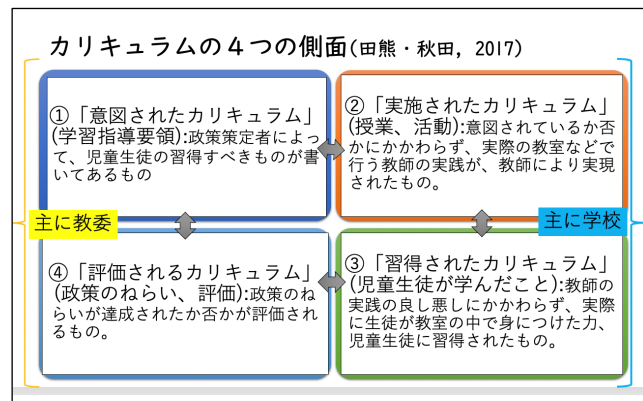 カリキュラムの４つの側面(田熊・秋田, 2017)
①「意図されたカリキュラム」
(学習指導要領):政策策定者によっ
て、児童生徒の習得すべきものが書
いてあるもの
②「実施されたカリキュラム」
(授業、活動):意図されているか否
かにかかわらず、実際の教室などで
行う教師の実践が、教師により実現
されたもの。
主に教委
主に学校
④「評価されるカリキュラム」
(政策のねらい、評価):政策のね
らいが達成されたか否かが評価され
るもの。
③「習得されたカリキュラム」
(児童生徒が学んだこと):教師の
実践の良し悪しにかかわらず、実際
に生徒が教室の中で身につけた力、
児童生徒に習得されたもの。